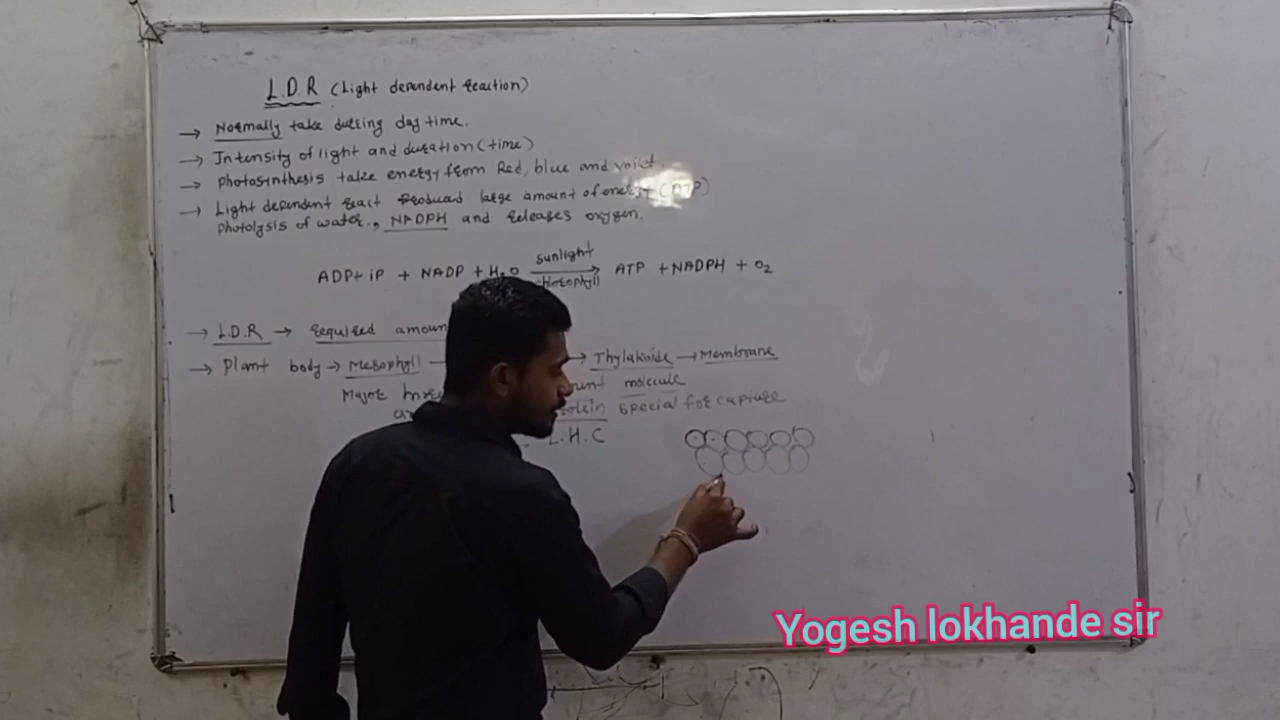 L.D.R (Light dependent reaction)
→ Normally take during day time.
→ Intensity of light and duration (time)
→ Photosynthesis take energy from Red, blue and voilet.
→ Light dependent react Produced large amount of energy (ATP)
Photolysis of water., NADPH and releases oxygen.
ADP+ iP + NADP + H2O sunlight → chlorophyll ATP + NADPH + O2
→ L.D.R → required amoun
→ Plant body → Mesophyll → Thylakoide → Membrane
Major molecule
special for capture
L.H.C
Yogesh lokhande sir